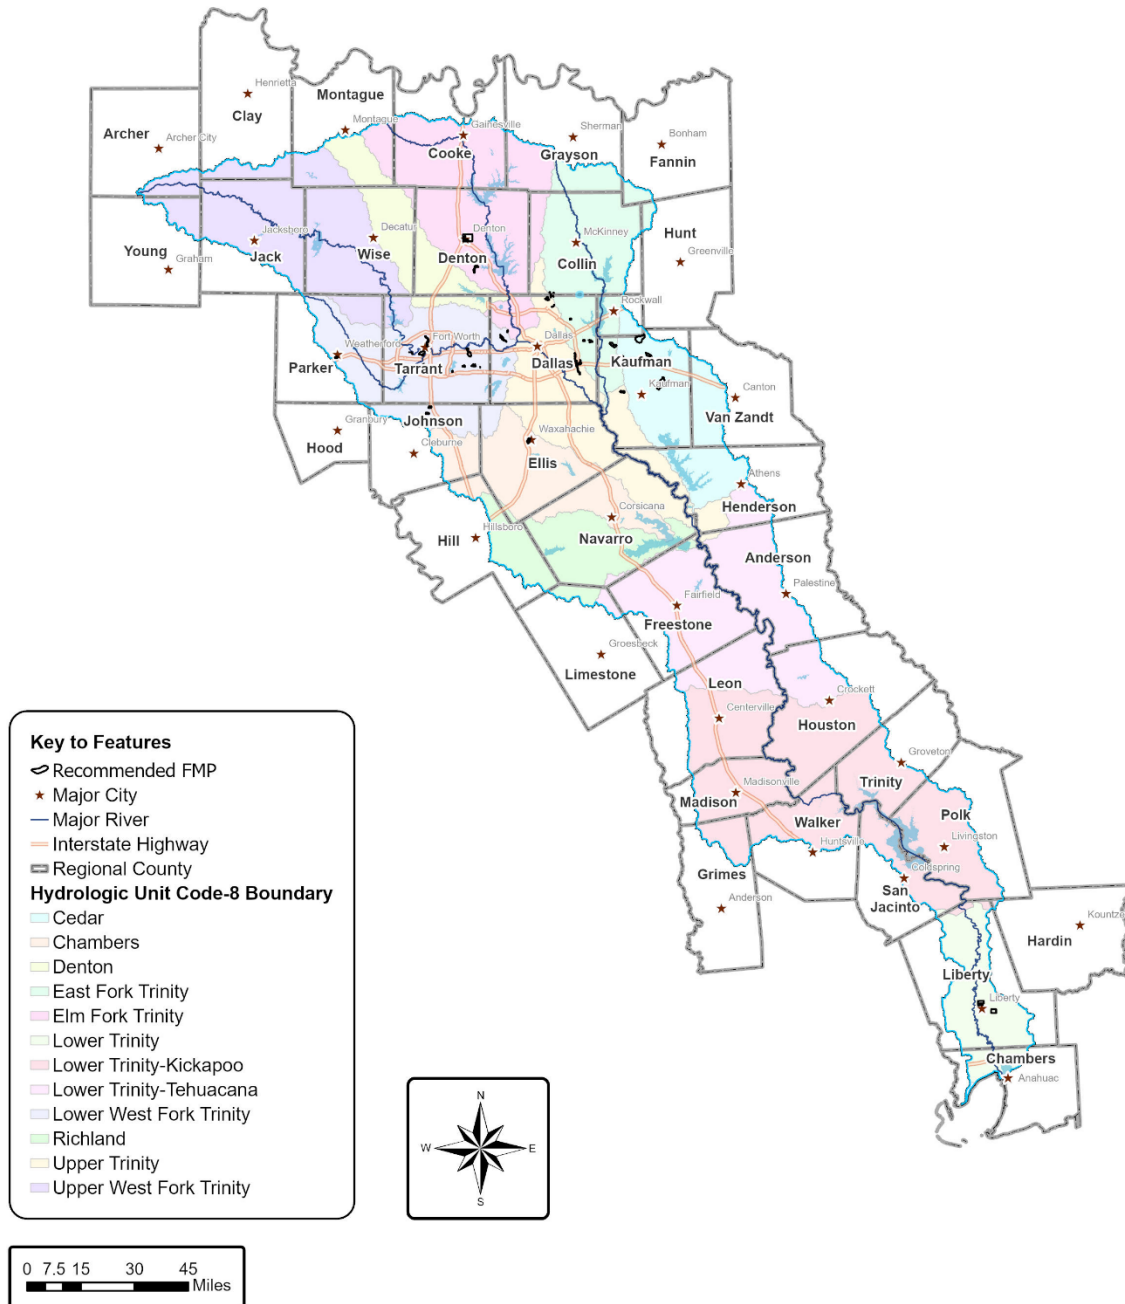 Henrietta
Montague
Clay
Archer
Archer City
Montague
Gainesville
Cooke
Sherman
Grayson
Bonham
Fannin
Young
Graham
Jacksboro
Jack
Decatur
Wise
Denton
Denton
McKinney
Collin
Hunt
Greenville
Rockwall
Weatherford
Parker
Fort Worth
Tarrant
Dallas
Dallas
Kaufman
Kaufman
Canton
Van Zandt
Granbury
Hood
Johnson
Cleburne
Waxahachie
Ellis
Athens
Henderson
Hillsboro
Hill
Corsicana
Navarro
Anderson
Palestine
Fairfield
Freestone
Groesbeck
Limestone
Leon
Centerville
Crockett
Houston
Groveton
Trinity
Madisonville
Madison
Walker
Huntsville
Polk
Livingston
Coldspring
San
Jacinto
Grimes
Anderson
Kountze
Hardin
Liberty
Liberty
Chambers
Anahuac
Key to Features
Recommended FMP
Major City
Major River
Interstate Highway
Regional County
Hydrologic Unit Code-8 Boundary
Cedar
Chambers
Denton
East Fork Trinity
Elm Fork Trinity
Lower Trinity
Lower Trinity-Kickapoo
Lower Trinity-Tehuacana
Lower West Fork Trinity
Richland
Upper Trinity
Upper West Fork Trinity
N
W E
S
0 7.5 15 30 45
Miles